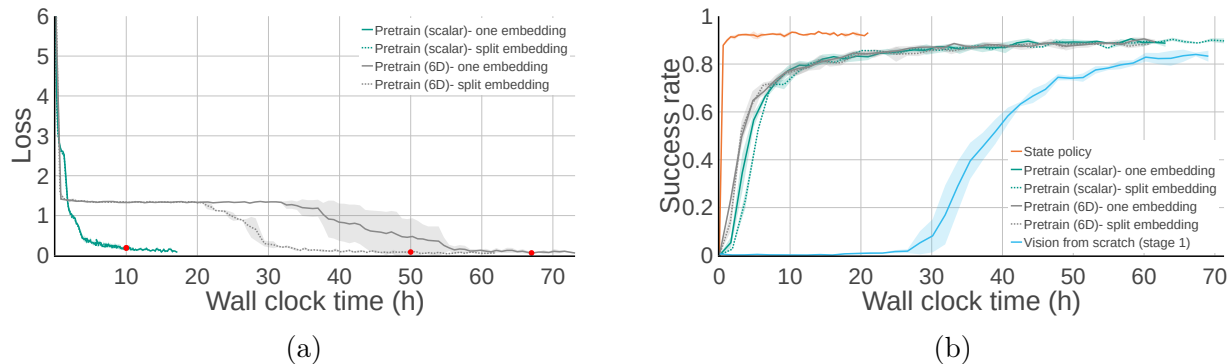 6
5
4
3
2
1
0
Loss
10 20 30 40 50 60 70
Wall clock time (h)
Pretrain (scalar)- one embedding
Pretrain (scalar)- split embedding
Pretrain (6D)- one embedding
Pretrain (6D)- split embedding
(a)
1
0.8
0.6
0.4
0.2
0
Success rate
0 10 20 30 40 50 60 70
Wall clock time (h)
State policy
Pretrain (scalar)- one embedding
Pretrain (scalar)- split embedding
Pretrain (6D)- one embedding
Pretrain (6D)- split embedding
Vision from scratch (stage 1)
(b)